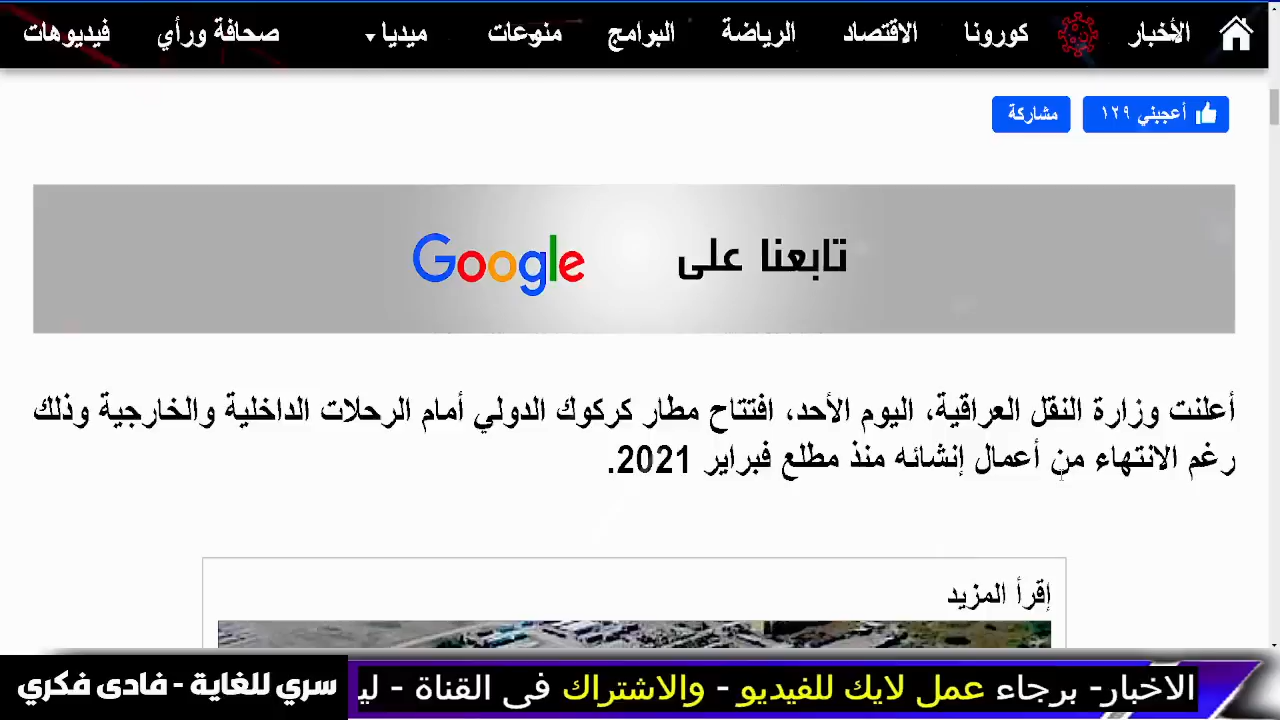 الأخبار كورونا الاقتصاد الرياضة البرامج منوعات ميديا صحافة ورأي فيديوهات
أعجبني ١٢٩ مشاركة
تابعنا على Google
أعلنت وزارة النقل العراقية، اليوم الأحد، افتتاح مطار كركوك الدولي أمام الرحلات الداخلية والخارجية وذلك
رغم الانتهاء من أعمال إنشائه منذ مطلع فبراير 2021.
إقرأ المزيد
الاخبار- برجاء عمل لايك للفيديو - والاشتراك فى القناة - لي
سري للغاية - فادى فكري